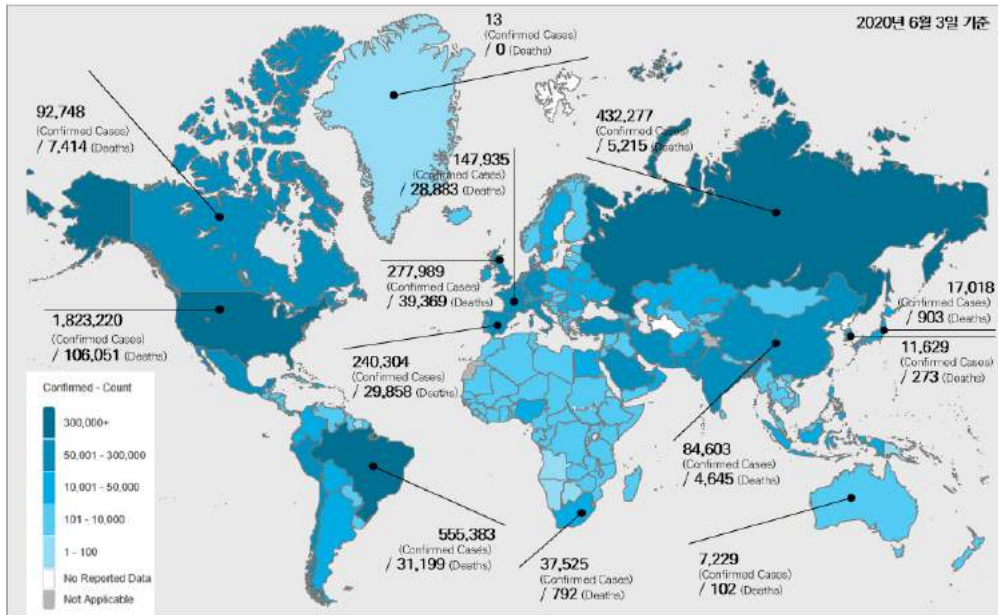 13
(Confirmed Cases)
/ 0 (Deaths)
2020년 6월 3일 기준
92,748
(Confirmed Cases)
/ 7,414 (Deaths)
432,277
(Confirmed Cases)
/ 5,215 (Deaths)
147,935
(Confirmed Cases)
/ 28,883 (Deaths)
277,989
(Confirmed Cases)
/ 39,369 (Deaths)
17,018
(Confirmed Cases)
/ 903 (Deaths)
1,823,220
(Confirmed Cases)
/ 106,051 (Deaths)
11,629
(Confirmed Cases)
/ 273 (Deaths)
240,304
(Confirmed Cases)
/ 29,858 (Deaths)
Confirmed - Count
300,000+
50,001 - 300,000
10,001 - 50,000
101 - 10,000
1 - 100
No Reported Data
Not Applicable
84,603
(Confirmed Cases)
/ 4,645 (Deaths)
555,383
(Confirmed Cases)
/ 31,199 (Deaths)
37,525
(Confirmed Cases)
/ 792 (Deaths)
7,229
(Confirmed Cases)
/ 102 (Deaths)